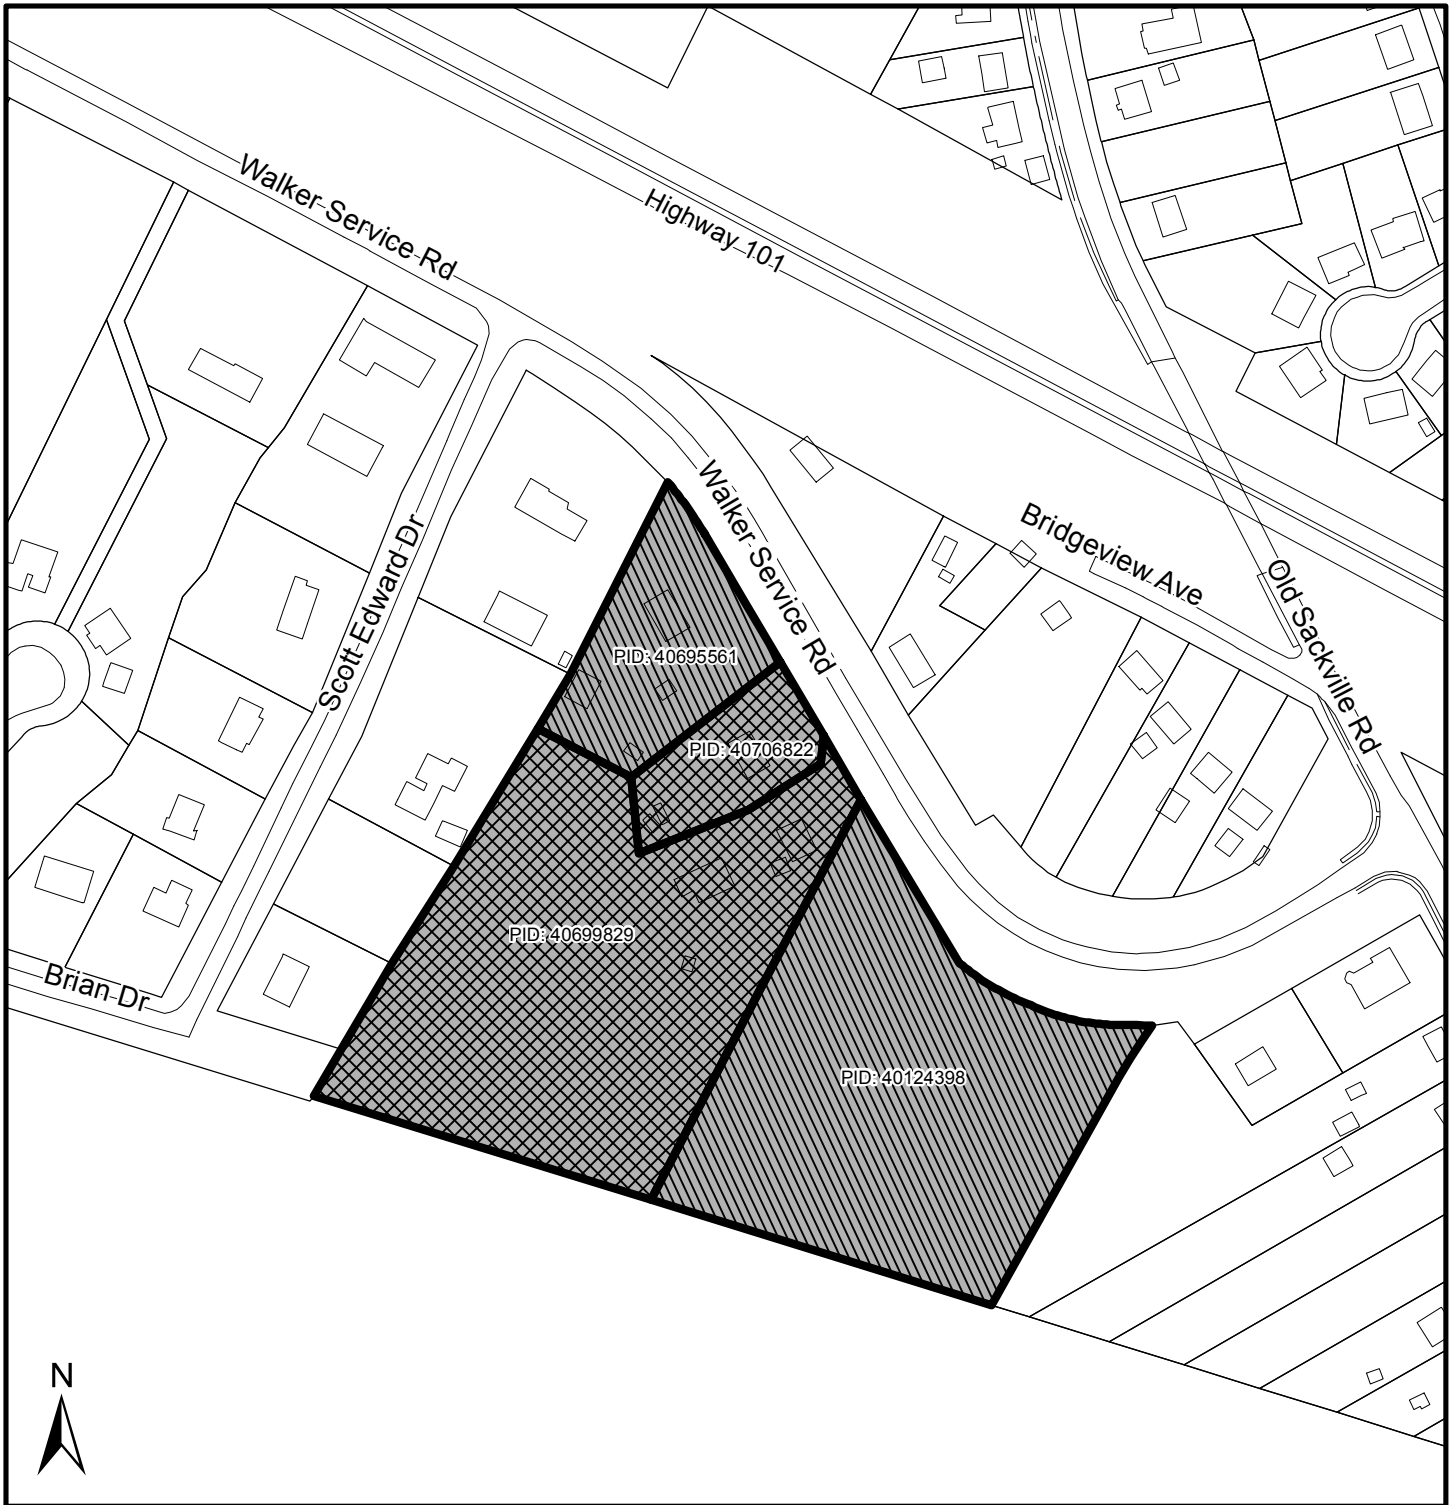 Walker Service Rd
Highway 101
Walker Service Rd
Bridgeview Ave
Old Sackville Rd
Scott Edward Dr
PID: 40695561
PID: 40706822
PID: 40699829
Brian Dr
PID: 40124398
N